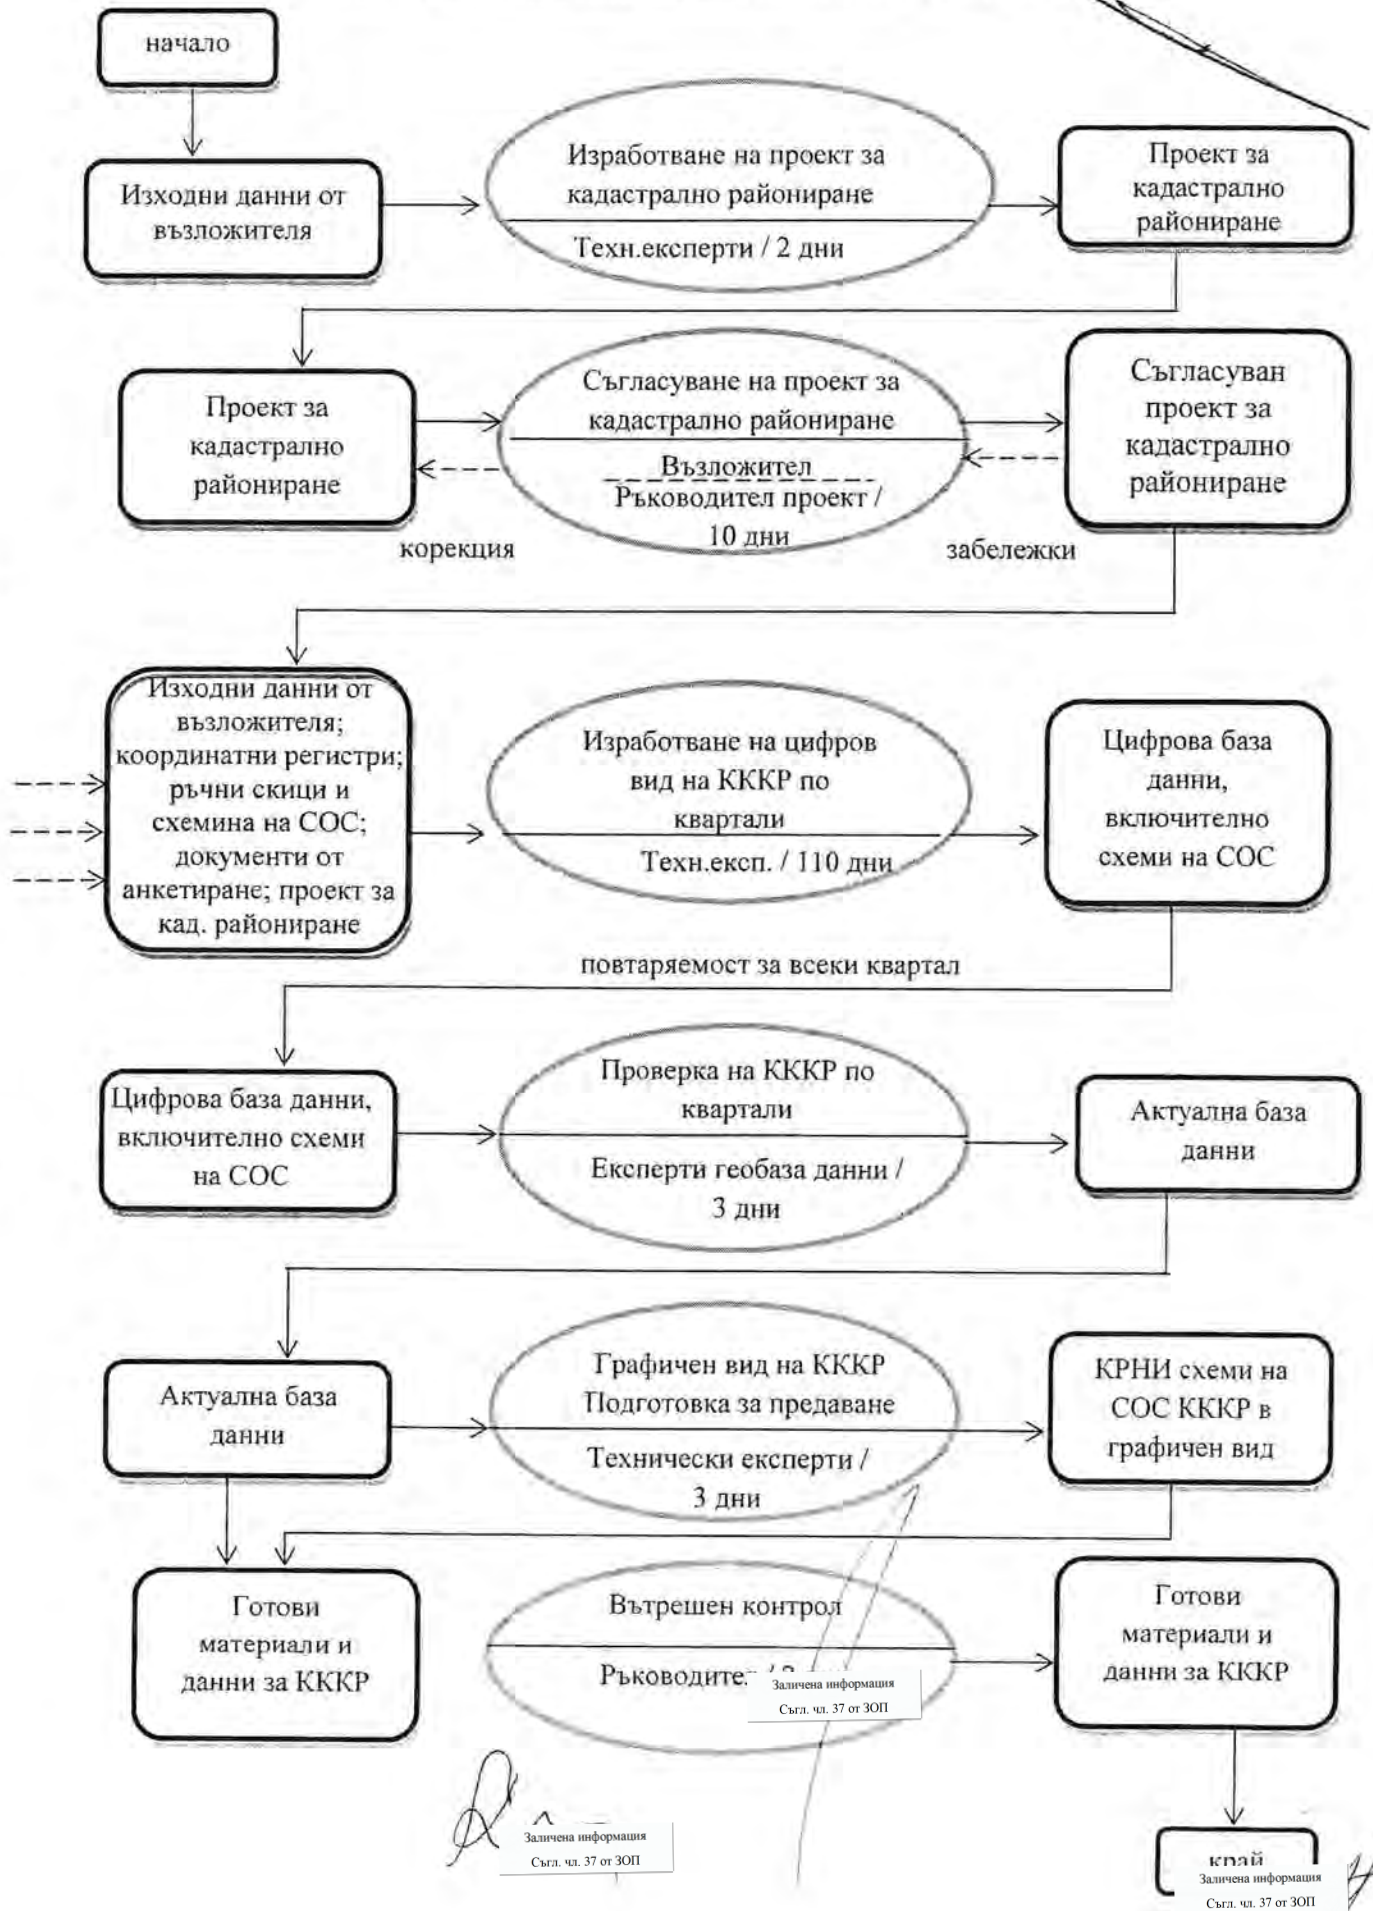 начало
Изходни данни от
възложителя
Изработване на проект за
кадастрално райониране
Техн.експерти / 2 дни
Проект за
кадастрално
райониране
Проект за
кадастрално
райониране
Съгласуване на проект за
кадастрално райониране
Възложител
Ръководител проект /
10 дни
Съгласуван
проект за
кадастрално
райониране
корекция
забележки
Изходни данни от
възложителя;
координатни регистри;
ръчни скици и
схемина на СОС;
документи от
анкетиране; проект за
кад. райониране
Изработване на цифров
вид на КККР по
квартали
Техн.експ. / 110 дни
Цифрова база
данни,
включително
схеми на СОС
повтаряемост за всеки квартал
Цифрова база данни,
включително схеми
на СОС
Проверка на КККР по
квартали
Експерти геобаза данни /
3 дни
Актуална база
данни
Актуална база
данни
Графичен вид на КККР
Подготовка за предаване
Технически експерти /
3 дни
КРНИ схеми на
СОС КККР в
графичен вид
Готови
материали и
данни за КККР
Вътрешен контрол
Заличена информация
Съгл. чл. 37 от ЗОП
Готови
материали и
данни за КККР
Заличена информация
Съгл. чл. 37 от ЗОП
край
Заличена информация
Съгл. чл. 37 от ЗОП